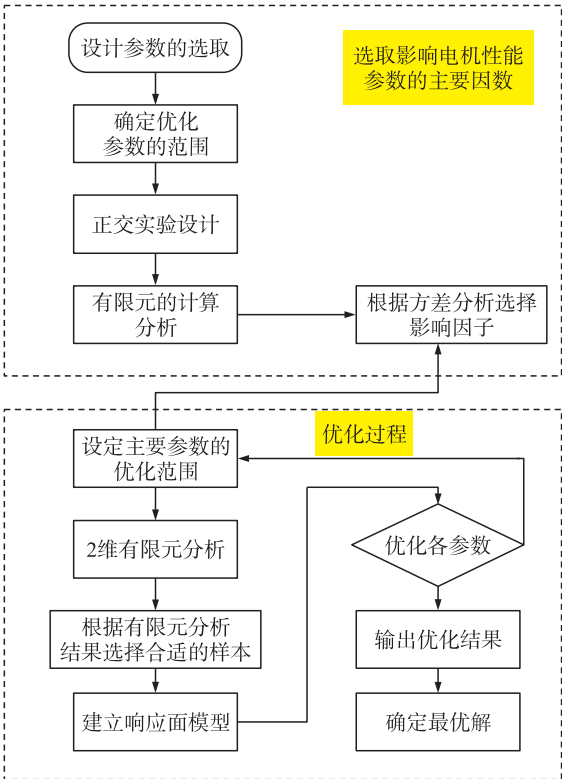 设计参数的选取
选取影响电机性能
参数的主要因数
确定优化
参数的范围
正交实验设计
有限元的计算
分析
根据方差分析选择
影响因子
优化过程
设定主要参数的
优化范围
2维有限元分析
优化各参数
根据有限元分析
结果选择合适的样本
输出优化结果
建立响应面模型
确定最优解